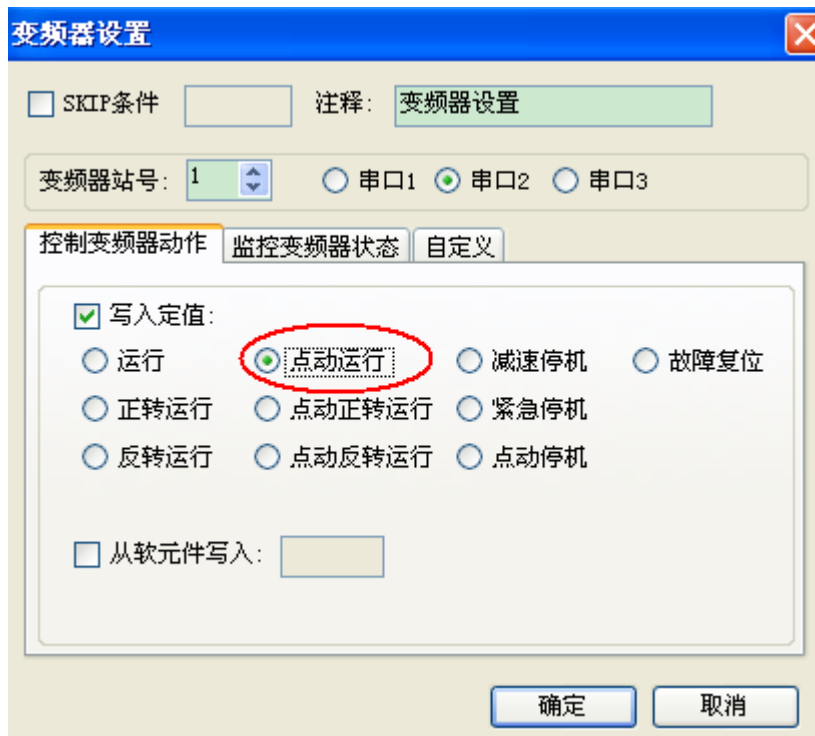 变频器设置
SKIP条件 注释: 变频器设置
变频器站号: 1 串口1 串口2 串口3
控制变频器动作 监控变频器状态 自定义
写入定值:
运行 点动运行 减速停机 故障复位
正转运行 点动正转运行 紧急停机
反转运行 点动反转运行 点动停机
从软元件写入:
确定 取消